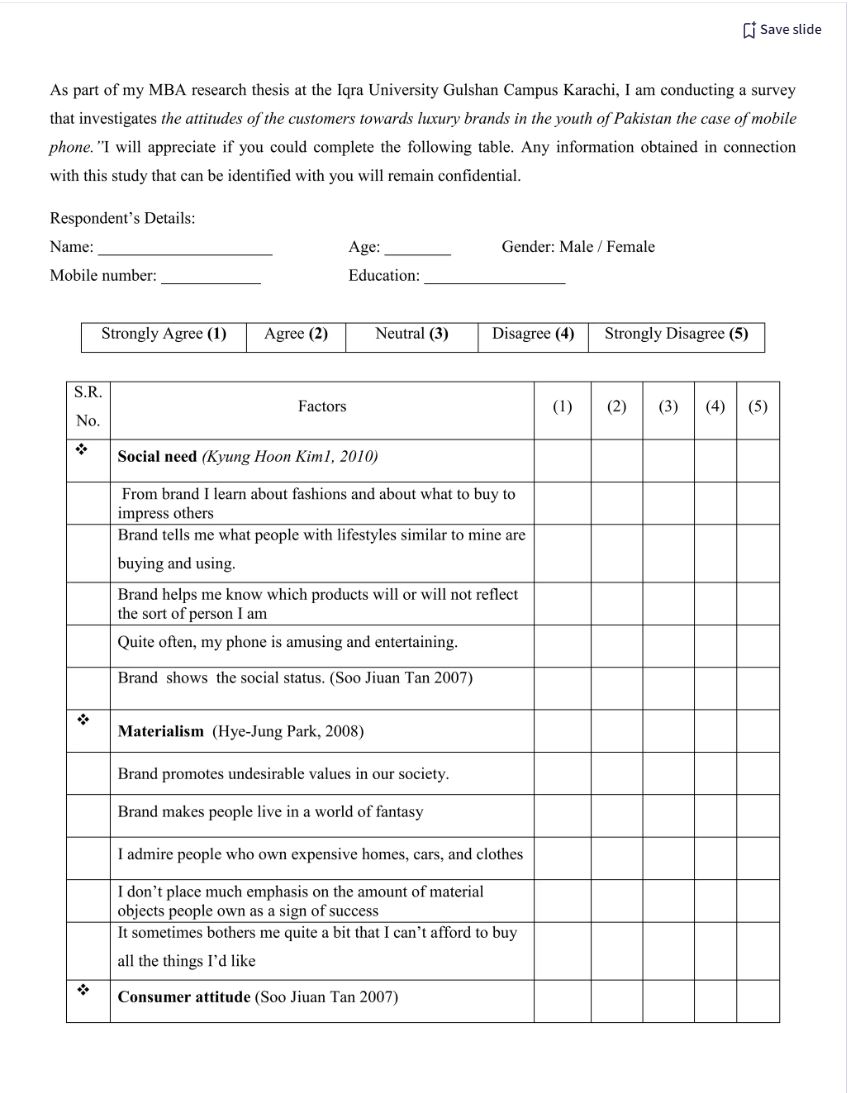 Save slide
As part of my MBA research thesis at the Iqra University Gulshan Campus Karachi, I am conducting a survey
that investigates the attitudes of the customers towards luxury brands in the youth of Pakistan the case of mobile
phone."I will appreciate if you could complete the following table. Any information obtained in connection
with this study that can be identified with you will remain confidential.
Respondent's Details:
Name: ______________________ Age: ________ Gender: Male / Female
Mobile number: ____________ Education: _________________
Strongly Agree (1) Agree (2) Neutral (3) Disagree (4) Strongly Disagree (5)
S.R.
No.
Factors (1) (2) (3) (4) (5)
❖ Social need (Kyung Hoon Kim1, 2010)
From brand I learn about fashions and about what to buy to
impress others
Brand tells me what people with lifestyles similar to mine are
buying and using.
Brand helps me know which products will or will not reflect
the sort of person I am
Quite often, my phone is amusing and entertaining.
Brand shows the social status. (Soo Jiuan Tan 2007)
❖ Materialism (Hye-Jung Park, 2008)
Brand promotes undesirable values in our society.
Brand makes people live in a world of fantasy
I admire people who own expensive homes, cars, and clothes
I don't place much emphasis on the amount of material
objects people own as a sign of success
It sometimes bothers me quite a bit that I can't afford to buy
all the things I'd like
❖ Consumer attitude (Soo Jiuan Tan 2007)